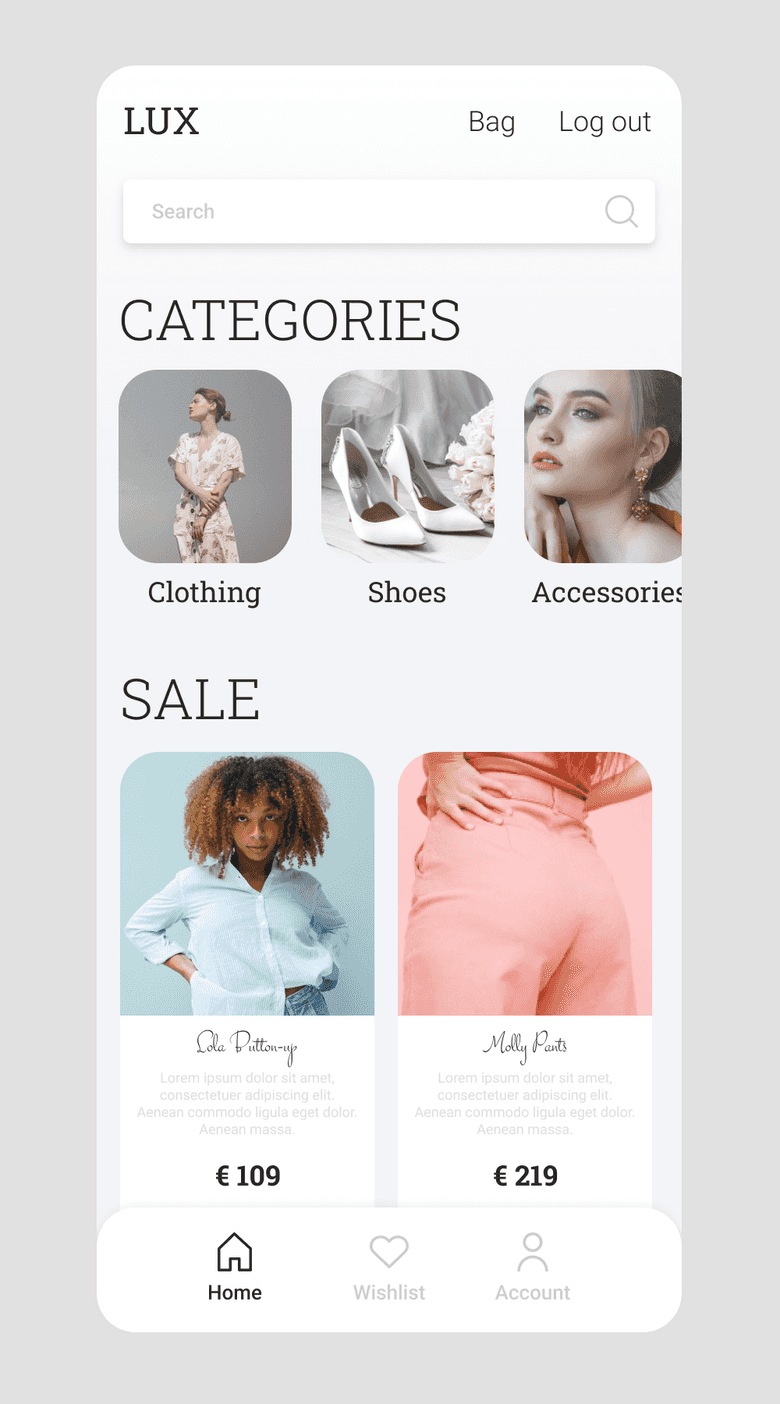 LUX
Bag
Log out
Search
CATEGORIES
Clothing
Shoes
Accessories
SALE
Lola Button-up
Lorem ipsum dolor sit amet,
consectetuer adipiscing elit.
Aenean commodo ligula eget dolor.
Aenean massa.
€ 109
Molly Pants
Lorem ipsum dolor sit amet,
consectetuer adipiscing elit.
Aenean commodo ligula eget dolor.
Aenean massa.
€ 219
Home
Wishlist
Account